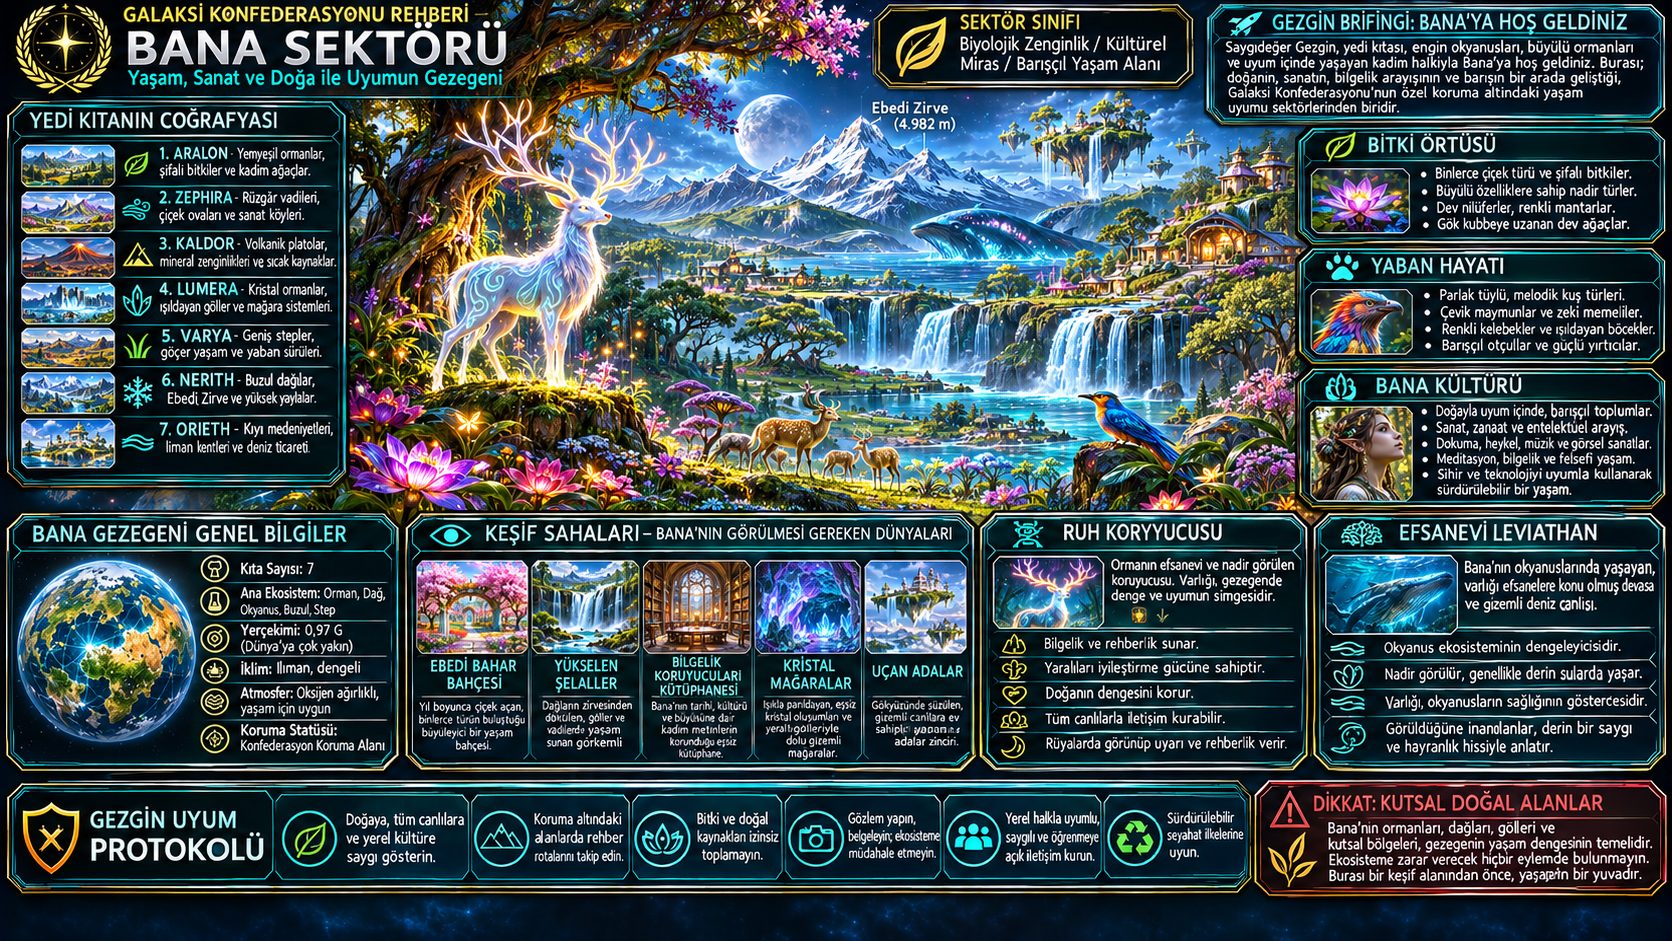 GALAKSİ KONFEDERASYONU REHBERİ
BANA SEKTÖRÜ
Yaşam, Sanat ve Doğa ile Uyumun Gezegeni
SEKTÖR SINIFI
Biyolojik Zenginlik / Kültürel
Miras / Barışçıl Yaşam Alanı
GEZGİN BRİFİNGİ: BANA'YA HOŞ GELDİNİZ
Saygıdeğer Gezgin, yedi kıtası, engin okyanusları, büyülü ormanları
ve uyum içinde yaşayan kadim halkıyla Bana'ya hoş geldiniz. Burası;
doğanin, sanatın, bilgelik arayışının ve barışın bir arada geliştiği,
Galaksi Konfederasyonu'nun özel koruma altindaki yaşam
uyumu sektörlerinden biridir.
YEDİ KITANIN COĞRAFYASI
1. ARALON - Yemyeşil ormanlar,
şifali bitkiler ve kadim ağaçlar.
2. ZEPHIRA - Rüzgâr vadileri,
çiçek ovaları ve sanat köyleri.
3. KALDOR - Volkanik platolar,
mineral zenginlikleri ve sıcak kaynaklar.
4. LUMERA - Kristal ormanlar,
ışıldayan göller ve mağara sistemleri.
5. VARYA - Geniş stepler,
göçer yaşam ve yaban sürüleri.
6. NERITH - Buzul dağlar,
Ebedi Zirve ve yüksek yaylalar.
7. ORIETH - Kıyı medeniyetleri,
liman kentleri ve deniz ticareti.
Ebedi Zirve
(4.982 m)
BİTKİ ÖRTÜSÜ
• Binlerce çiçek türü ve şifalı bitkiler.
• Büyülü özelliklere sahip nadir türler.
• Dev nilüferler, renkli mantarlar.
• Gök kubbeye uzanan dev ağaçlar.
YABAN HAYATI
• Parlak tüylü, melodik kuş türleri.
• Çevik maymunlar ve zeki memeliler.
• Renkli kelebekler ve ışıldayan böcekler.
• Barışçıl otçullar ve güçlü yırtıcılar.
BANA KÜLTÜRÜ
• Doğayla uyum içinde, barışçıl toplumlar.
• Sanat, zanaat ve entelektüel arayış.
• Dokuma, heykel, müzik ve görsel sanatlar.
• Meditasyon, bilgelik ve felsefi yaşam.
• Sihir ve teknolojiyi uyumla kullanarak
sürdürülebilir bir yaşam.
BANA GEZEGENİ GENEL BİLGİLER
Kıta Sayısı: 7
Ana Ekosistem: Orman, Dağ,
Okyanus, Buzul, Step
Yerçekimi: 0,97 G
(Dünya'ya çok yakın)
İklim: Iliman, dengeli
Atmosfer: Oksijen ağırlıklı,
yaşam için uygun
Koruma Statüsü:
Konfederasyon Koruma Alanı
KEŞİF SAHALARI – BANA'NIN GÖRÜLMESİ GEREKEN DÜNYALARI
EBEDİ BAHAR
BAHÇESİ
Yıl boyunca çiçek açan,
binlerce türün buluştuğu
büyüleyici bir yaşam
bahçesi.
YÜKSELEN
ŞELALLER
Dağların zirvesinden
dökülen, göller ve
vadilerde yaşam
sunan görkemli
BİLGELİK
KORUYUCULARI
KÜTÜPHANESİ
Bana'nın tarihi, kültürü
ve büyüsüne dair
kadim metinlerin
korunduğu eşsiz
kütüphane.
KRİSTAL
MAĞARALAR
Işıkla parıldayan, eşsiz
kristal oluşumları ve
yeraltı gölleriyle
dolu gizemli
mağaralar.
UÇAN ADALAR
Gökyüzünde süzülen,
gizemli canlılara ev
sahipliği
adalar zinciri.
RUH KORYYUCUSU
Ormanın efsanevi ve nadir görülen
koruyucusu. Varlığı, gezegende
denge ve uyumun simgesidir.
Bilgelik ve rehberlik sunar.
Yaralıları iyileştirme gücüne sahiptir.
Doğanın dengesini korur.
Tüm canlılarla iletişim kurabilir.
Rüyalarda görünüp uyarı ve rehberlik verir.
EFSANEVİ LEVIATHAN
Bana'nın okyanuslarında yaşayan,
varlığı efsanelere konu olmuş devasa
ve gizemli deniz canlısı.
Okyanus ekosisteminin dengeleyicisidir.
Nadir görülür, genellikle derin sularda yaşar.
Varlığı, okyanusların sağlığının göstercesidir.
Görüldüğüne inanolanlar, derin bir saygı
ve hayranlık hissiyle anlatır.
GEZGİN UYUM
PROTOKOLÜ
Doğaya, tüm canlılara
ve yerel kültüre
saygı gösterin.
Koruma altındaki
alanlarda rehber
rotalarını takip edin.
Bitki ve doğal
kaynakları izinsiz
toplamayın.
Gözlem yapın,
belgeleyin; ekosisteme
müdahale etmeyin.
Yerel halkla uyumlu,
saygılı ve öğrenmeye
açık iletişim kurun.
Sürdürülebilir
seyahat ilkelerine
uyun.
DİKKAT: KUTSAL DOĞAL ALANLAR
Bana'nin ormanları, dağları, gölleri ve
kutsal bölgeleri, gezegenin yaşam dengesinin temelidir.
Ekosisteme zarar verecek hiçbir eylemde bulunmayın.
Burası bir keşif alanından önce, bir yuvadır.